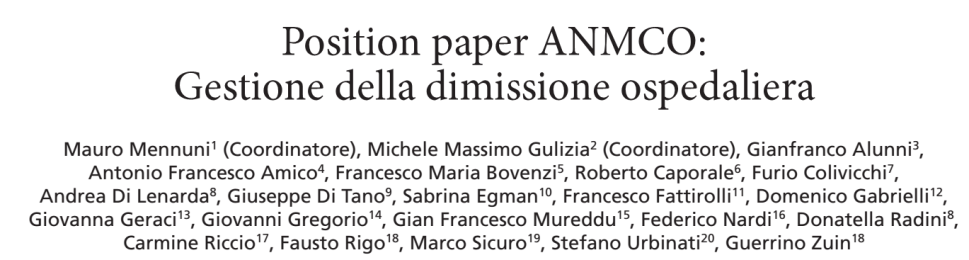 Position paper ANMCO:
Gestione della dimissione ospedaliera
Mauro Mennuni¹ (Coordinatore), Michele Massimo Gulizia² (Coordinatore), Gianfranco Alunni³,
Antonio Francesco Amico⁴, Francesco Maria Bovenzi⁵, Roberto Caporale⁶, Furio Colivicchi⁷,
Andrea Di Lenarda⁸, Giuseppe Di Tano⁹, Sabrina Egman¹⁰, Francesco Fattirolli¹¹, Domenico Gabrielli¹²,
Giovanna Geraci¹³, Giovanni Gregorio¹⁴, Gian Francesco Mureddu¹⁵, Federico Nardi¹⁶, Donatella Radini⁸,
Carmine Riccio¹⁷, Fausto Rigo¹⁸, Marco Sicuro¹⁹, Stefano Urbinati²⁰, Guerrino Zuin¹⁸